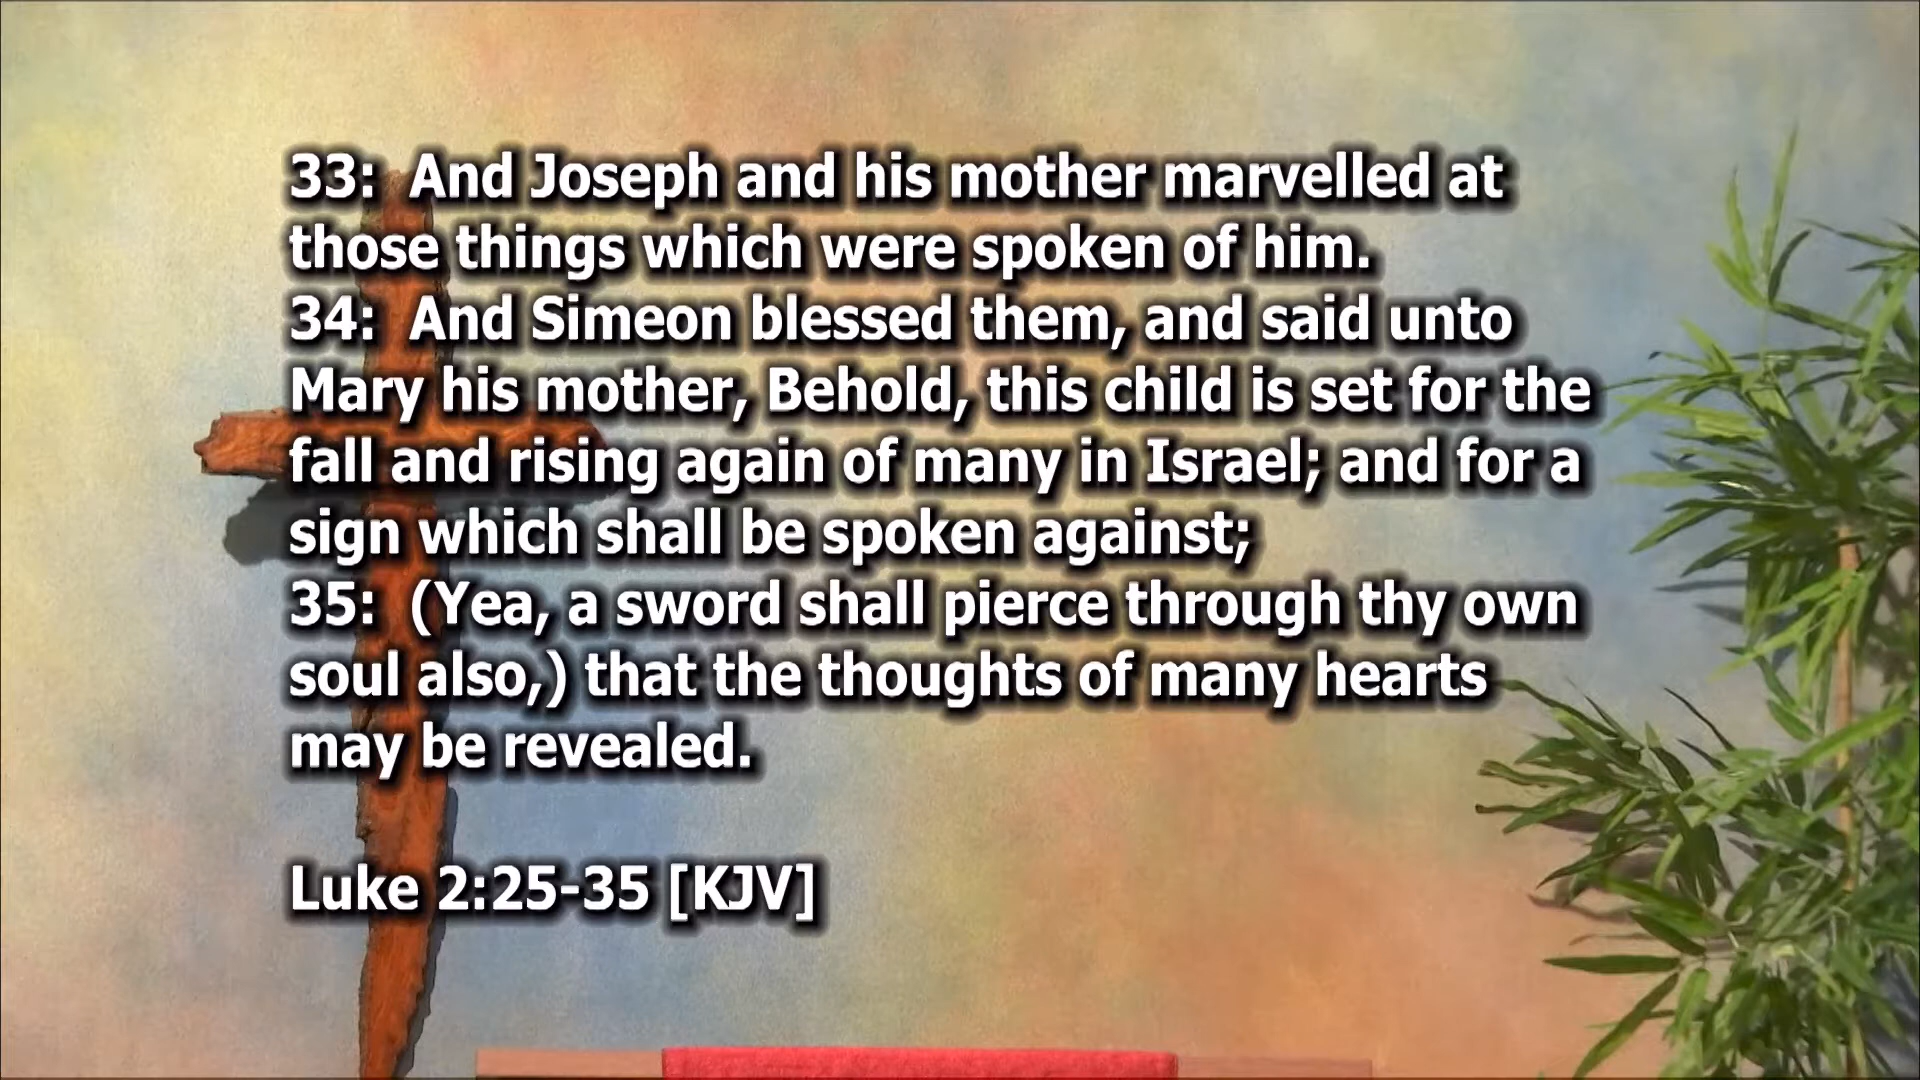 33:  And Joseph and his mother marvelled at
those things which were spoken of him.
34:  And Simeon blessed them, and said unto
Mary his mother, Behold, this child is set for the
fall and rising again of many in Israel; and for a
sign which shall be spoken against;
35:  (Yea, a sword shall pierce through thy own
soul also,) that the thoughts of many hearts
may be revealed.
Luke 2:25-35 [KJV]